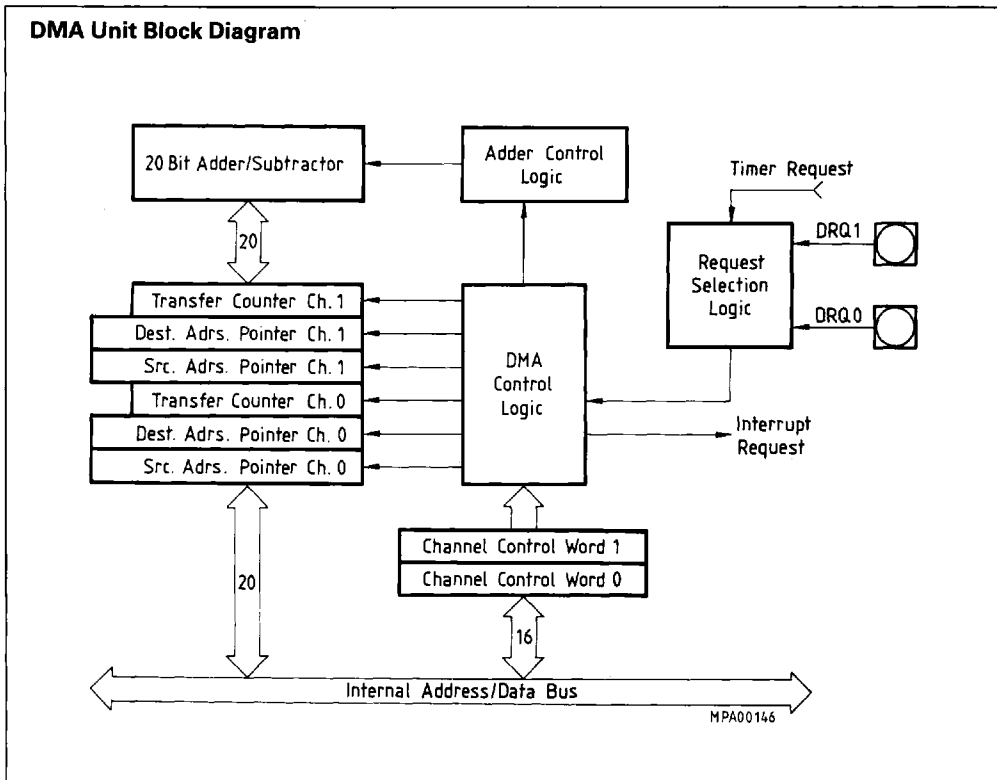 DMA Unit Block Diagram
20 Bit Adder/Subtractor
Adder Control
Logic
Timer Request
DRQ1
Request
Selection
Logic
DRQ0
20
Transfer Counter Ch. 1
Dest. Adrs. Pointer Ch. 1
Src. Adrs. Pointer Ch. 1
Transfer Counter Ch. 0
Dest. Adrs. Pointer Ch. 0
Src. Adrs. Pointer Ch. 0
DMA
Control
Logic
Interrupt
Request
Channel Control Word 1
Channel Control Word 0
20
16
Internal Address/Data Bus
MPA00146